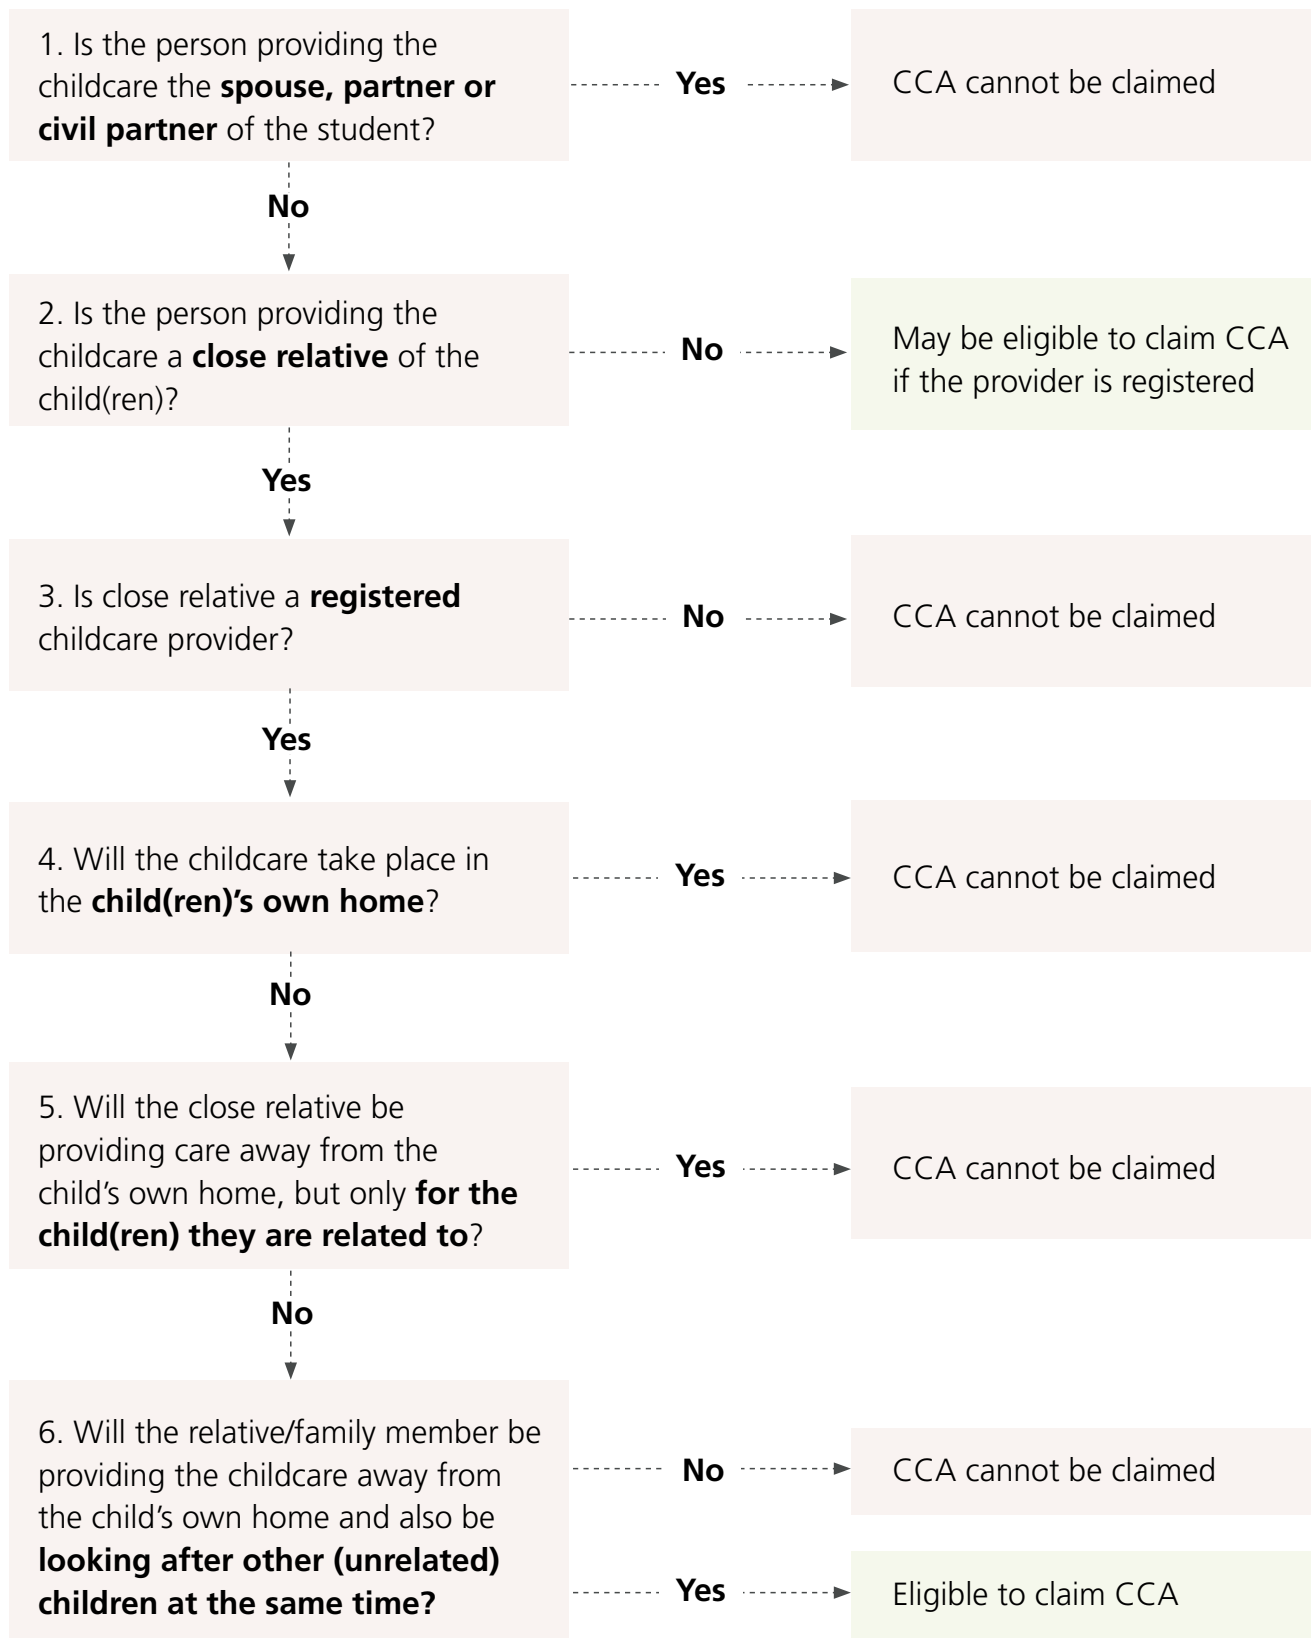 1. Is the person providing the
childcare the spouse, partner or
civil partner of the student?
Yes
CCA cannot be claimed
No
2. Is the person providing the
childcare a close relative of the
child(ren)?
No
May be eligible to claim CCA
if the provider is registered
Yes
3. Is close relative a registered
childcare provider?
No
CCA cannot be claimed
Yes
4. Will the childcare take place in
the child(ren)’s own home?
Yes
CCA cannot be claimed
No
5. Will the close relative be
providing care away from the
child’s own home, but only for the
child(ren) they are related to?
Yes
CCA cannot be claimed
No
6. Will the relative/family member be
providing the childcare away from
the child’s own home and also be
looking after other (unrelated)
children at the same time?
No
CCA cannot be claimed
Yes
Eligible to claim CCA